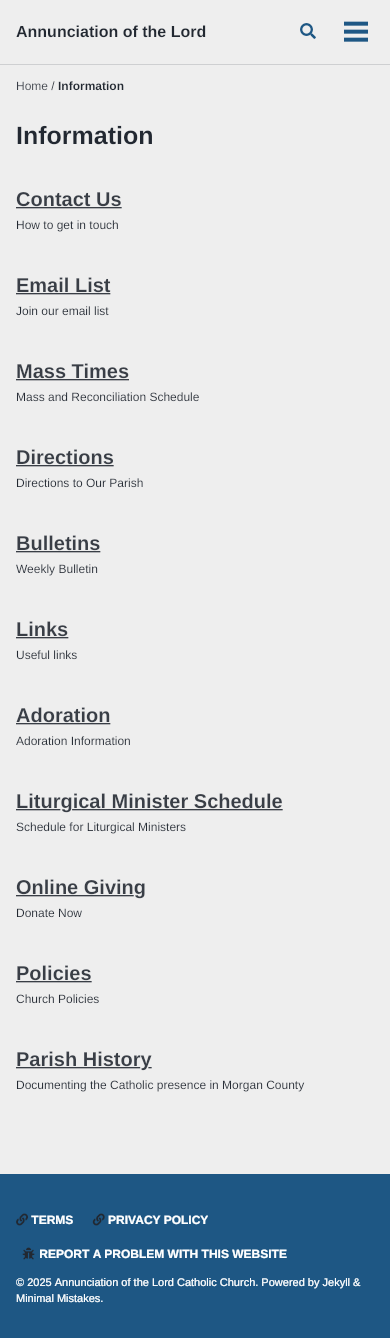 Annunciation of the Lord
Home / Information
Information
Contact Us
How to get in touch
Email List
Join our email list
Mass Times
Mass and Reconciliation Schedule
Directions
Directions to Our Parish
Bulletins
Weekly Bulletin
Links
Useful links
Adoration
Adoration Information
Liturgical Minister Schedule
Schedule for Liturgical Ministers
Online Giving
Donate Now
Policies
Church Policies
Parish History
Documenting the Catholic presence in Morgan County
TERMS PRIVACY POLICY
REPORT A PROBLEM WITH THIS WEBSITE
© 2025 Annunciation of the Lord Catholic Church. Powered by Jekyll &
Minimal Mistakes.